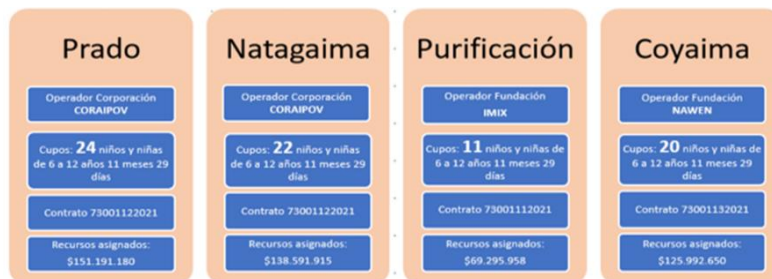 Prado
Operador Corporación
CORAIPOV
Cupos: 24 niños y niñas
de 6 a 12 años 11 meses 29
días
Contrato 73001122021
Recursos asignados:
$151.191.180
Natagaima
Operador Corporación
CORAIPOV
Cupos: 22 niños y niñas
de 6 a 12 años 11 meses 29
días
Contrato 73001122021
Recursos asignados:
$138.591.915
Purificación
Operador Fundación
IMIX
Cupos: 11 niños y niñas de
6 a 12 años 11 meses 29
días
Contrato 73001112021
Recursos asignados:
$69.295.958
Coyaima
Operador Fundación
NAWEN
Cupos: 20 niños y niñas de
6 a 12 años 11 meses 29
días
Contrato 73001132021
Recursos asignados:
$125.992.650